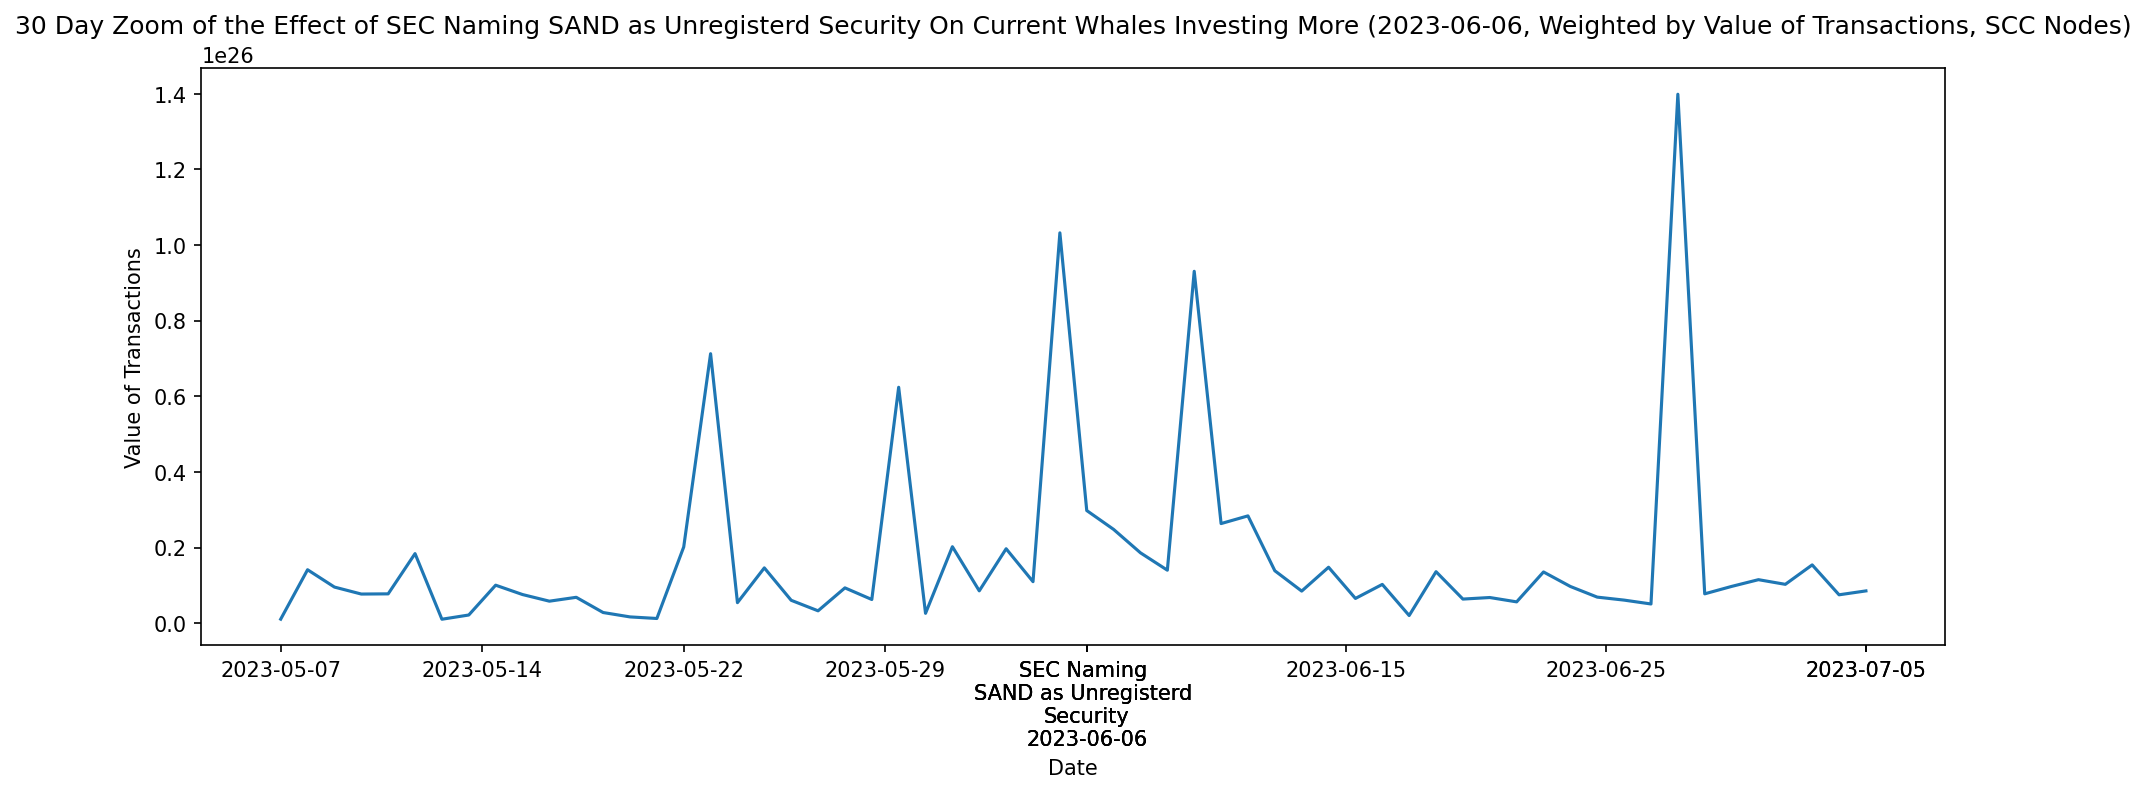 30 Day Zoom of the Effect of SEC Naming SAND as Unregisterd Security On Current Whales Investing More (2023-06-06, Weighted by Value of Transactions, SCC Nodes)
1e26
1.4
1.2
1.0
0.8
0.6
0.4
0.2
0.0
Value of Transactions
2023-05-07 2023-05-14 2023-05-22 2023-05-29 SEC Naming 2023-06-15 2023-06-25 2023-07-05
SAND as Unregisterd
Security
2023-06-06
Date